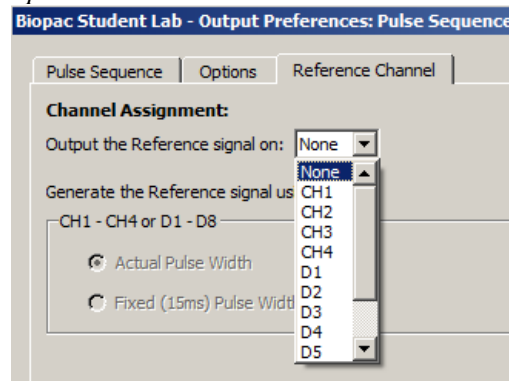 Biopac Student Lab - Output Preferences: Pulse Sequence
Pulse Sequence Options Reference Channel
Channel Assignment:
Output the Reference signal on: None
None
Generate the Reference signal us
CH1
CH2
CH1 - CH4 or D1 - D8
CH3
CH4
Actual Pulse Width
D1
D2
Fixed (15ms) Pulse Widt
D3
D4
D5